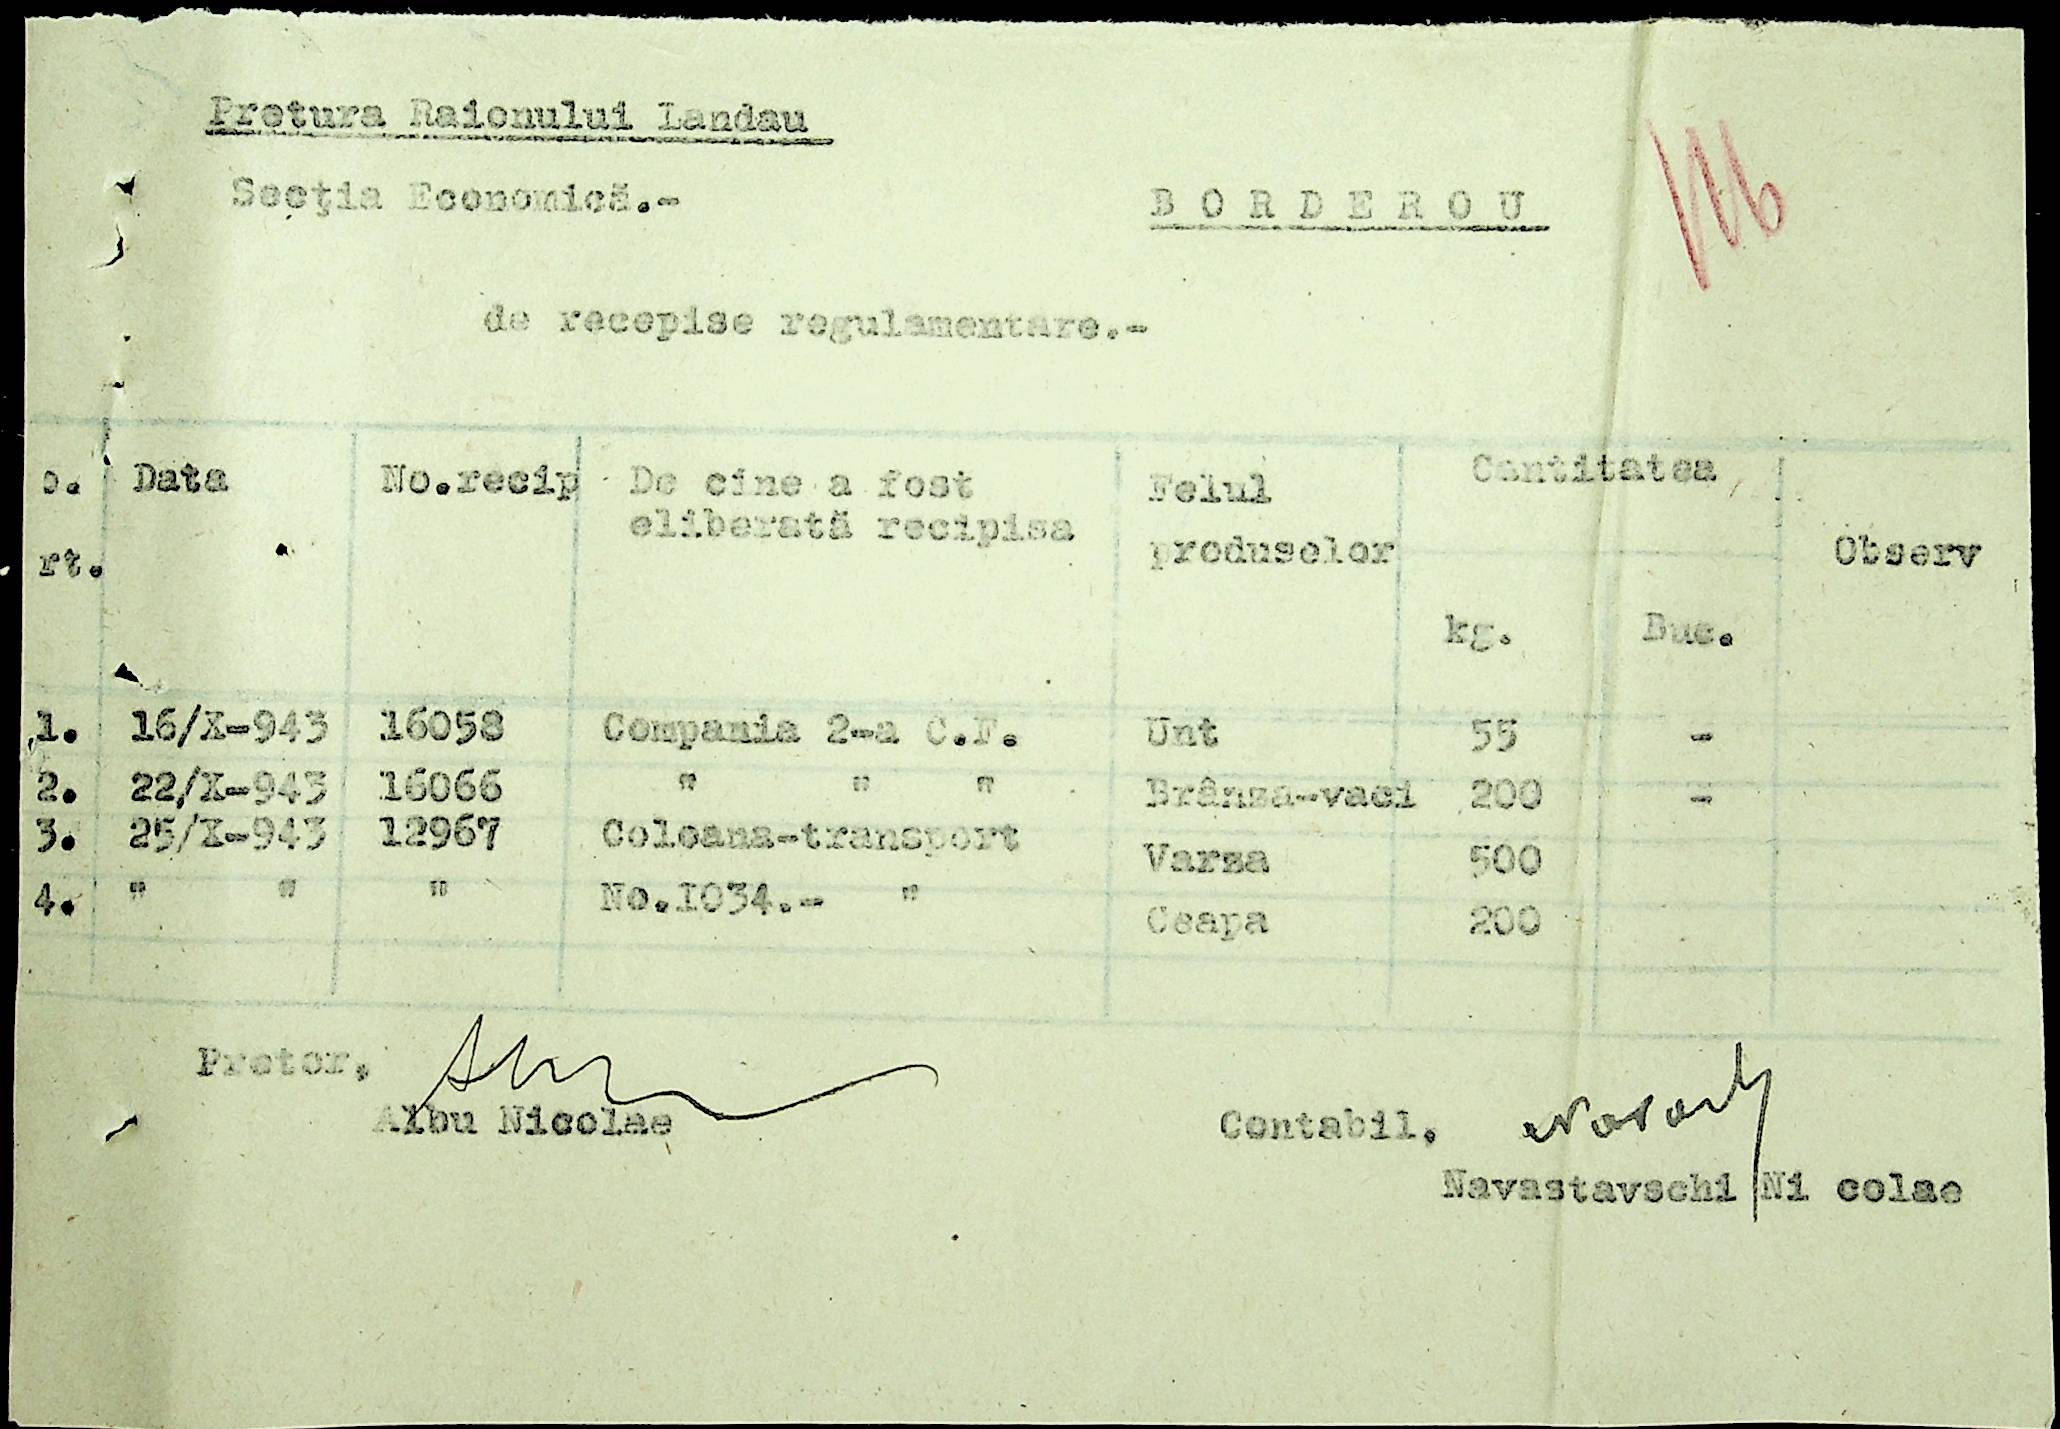 Pretura Raionului Landau
Secţia Economică.-
BORDEROU
de recepise regulamentare.-
o. Data No.recip De cine a fost Felul Cantitatea
eliberată recipisa
rt. produselor Observ
kg. Buc.
1. 16/X-943 16058 Compania 2-a C.F. Unt 55 -
2. 22/X-943 16066 " " " Brânza-vaci 200 -
3. 25/X-943 12967 Coloana-transport Varza 500
4. " " " No.I034.- " Ceapa 200
Pretor,
Albu Nicolae
Contabil,
Navastavschi Ni colae